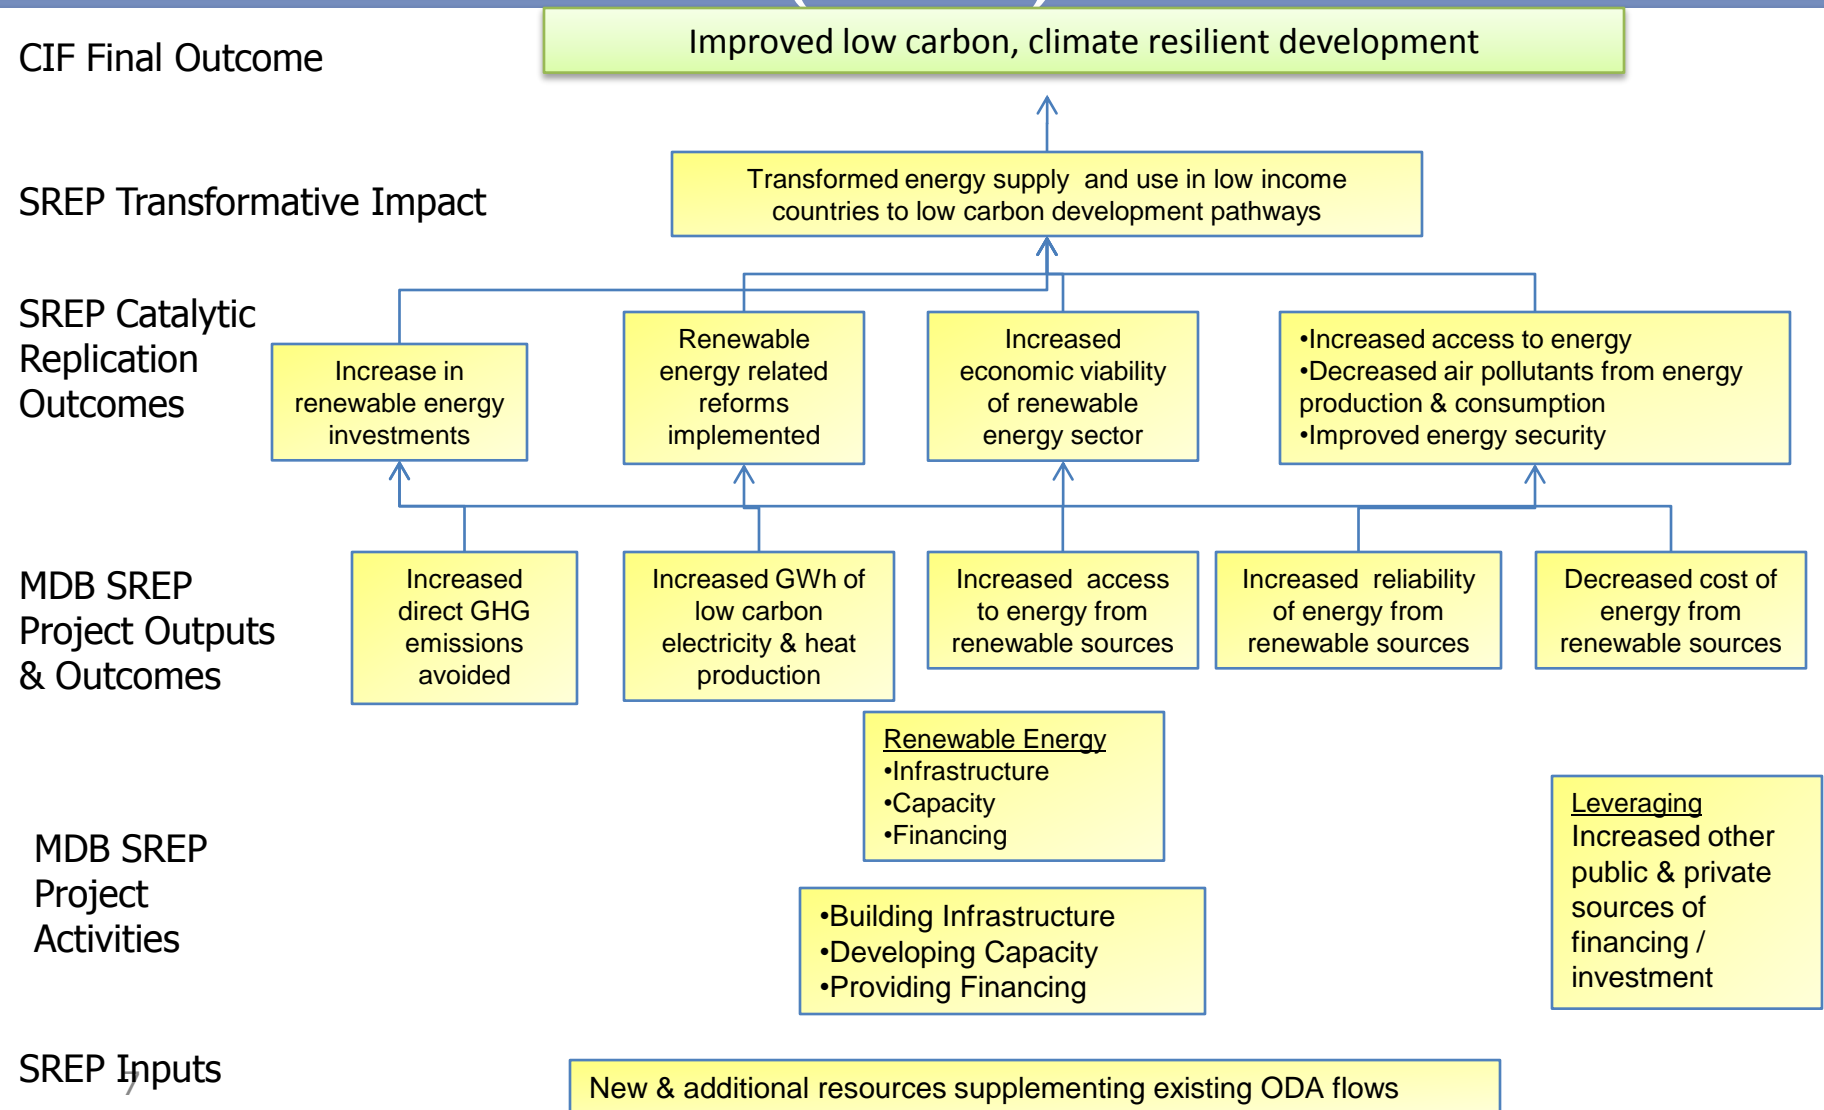 CIF Final Outcome
Improved low carbon, climate resilient development
SREP Transformative Impact
Transformed energy supply and use in low income
countries to low carbon development pathways
SREP Catalytic
Replication
Outcomes
Increase in
renewable energy
investments
Renewable
energy related
reforms
implemented
Increased
economic viability
of renewable
energy sector
•Increased access to energy
•Decreased air pollutants from energy
production & consumption
•Improved energy security
MDB SREP
Project Outputs
& Outcomes
Increased
direct GHG
emissions
avoided
Increased GWh of
low carbon
electricity & heat
production
Increased access
to energy from
renewable sources
Increased reliability
of energy from
renewable sources
Decreased cost of
energy from
renewable sources
MDB SREP
Project
Activities
Renewable Energy
•Infrastructure
•Capacity
•Financing
•Building Infrastructure
•Developing Capacity
•Providing Financing
Leveraging
Increased other
public & private
sources of
financing /
investment
SREP Inputs
7
New & additional resources supplementing existing ODA flows